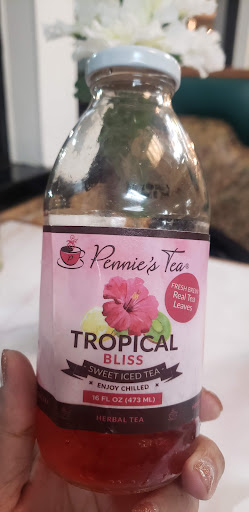 Pennie's Tea®
FRESH BREW
Real Tea
Leaves
TROPICAL
BLISS
SWEET ICED TEA
ENJOY CHILLED
16 FL OZ (473 ML)
HERBAL TEA